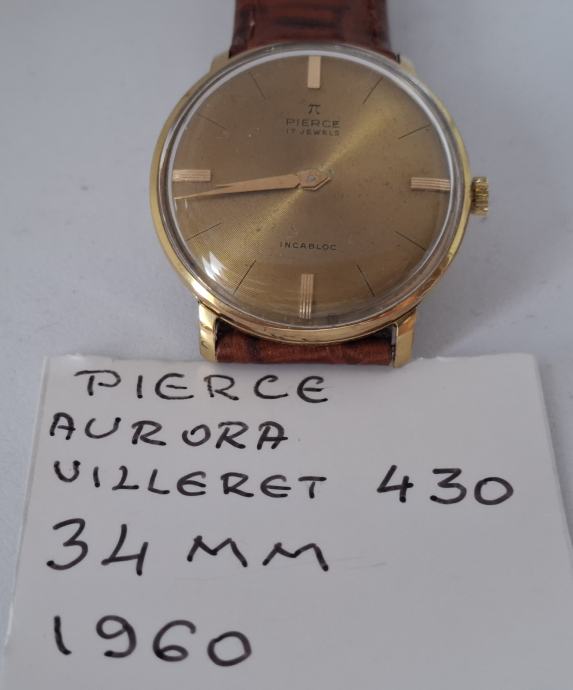 π
PIERCE
17 JEWELS
INCABLOC
PIERCE
AURORA
VILLERET 430
34 MM
1960